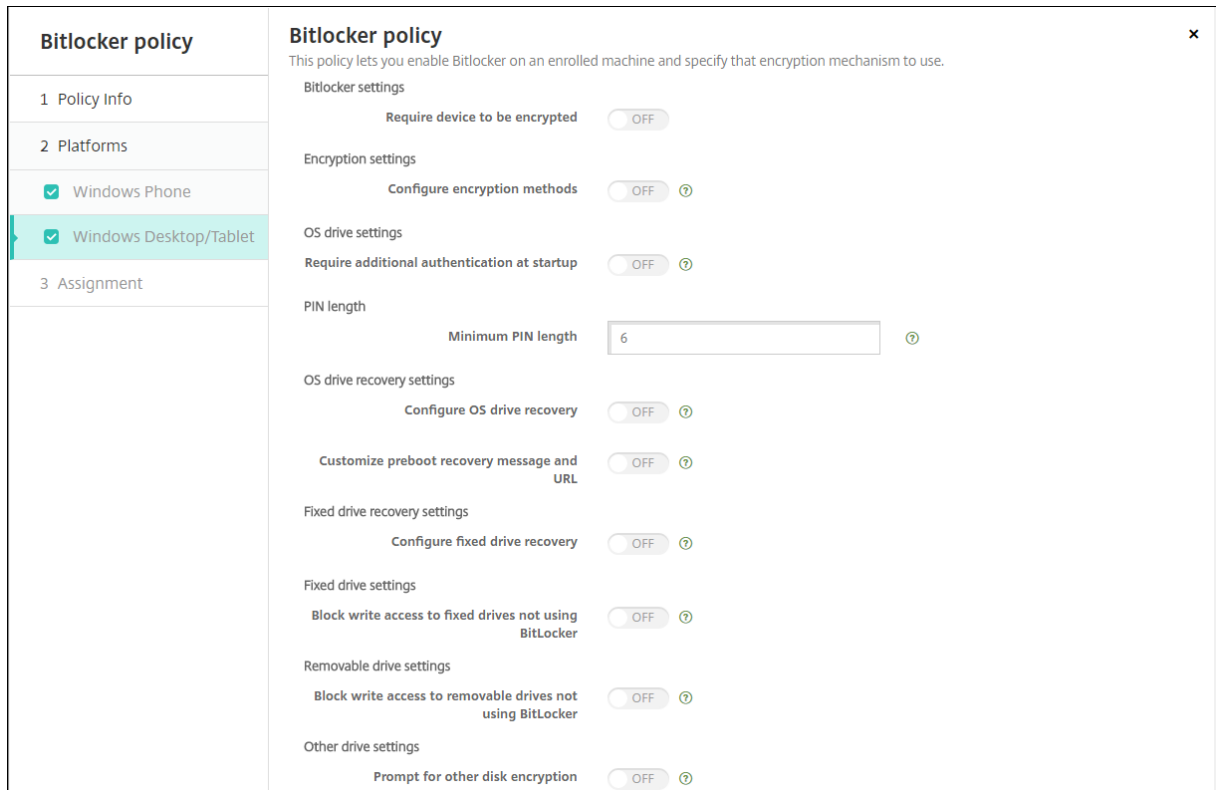 Bitlocker policy
1 Policy Info
2 Platforms
Windows Phone
Windows Desktop/Tablet
3 Assignment
Bitlocker policy
This policy lets you enable Bitlocker on an enrolled machine and specify that encryption mechanism to use.
Bitlocker settings
Require device to be encrypted OFF
Encryption settings
Configure encryption methods OFF ?
OS drive settings
Require additional authentication at startup OFF ?
PIN length
Minimum PIN length 6 ?
OS drive recovery settings
Configure OS drive recovery OFF ?
Customize preboot recovery message and
URL OFF ?
Fixed drive recovery settings
Configure fixed drive recovery OFF ?
Fixed drive settings
Block write access to fixed drives not using
BitLocker OFF ?
Removable drive settings
Block write access to removable drives not
using BitLocker OFF ?
Other drive settings
Prompt for other disk encryption OFF ?